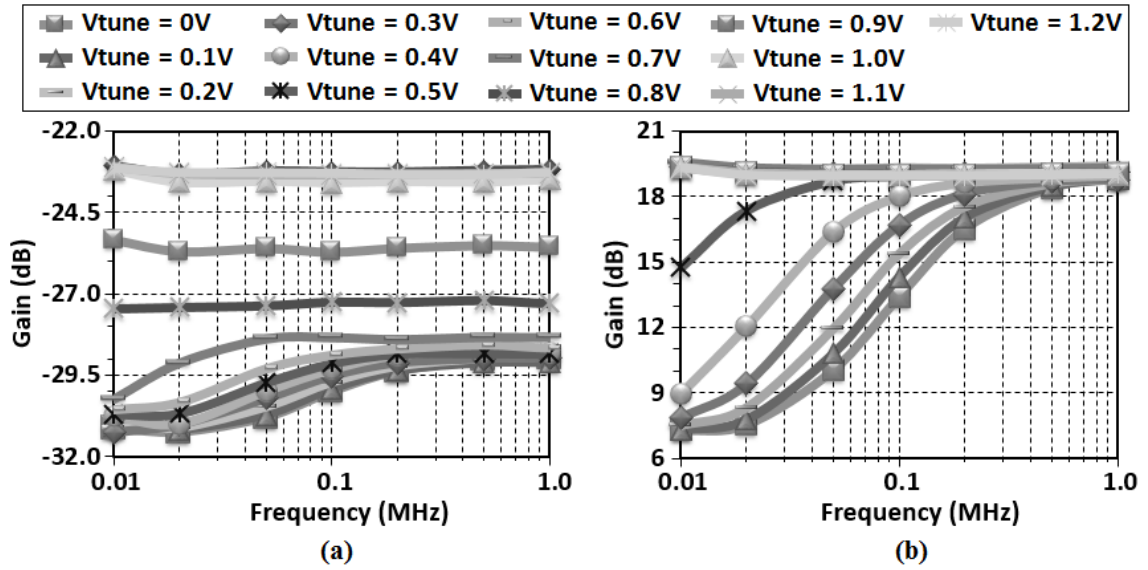 Vtune = 0V
Vtune = 0.3V
Vtune = 0.6V
Vtune = 0.9V
Vtune = 1.2V
Vtune = 0.1V
Vtune = 0.4V
Vtune = 0.7V
Vtune = 1.0V
Vtune = 0.2V
Vtune = 0.5V
Vtune = 0.8V
Vtune = 1.1V
Gain (dB)
-22.0
-24.5
-27.0
-29.5
-32.0
0.01
0.1
1.0
Frequency (MHz)
(a)
Gain (dB)
21
18
15
12
9
6
0.01
0.1
1.0
Frequency (MHz)
(b)